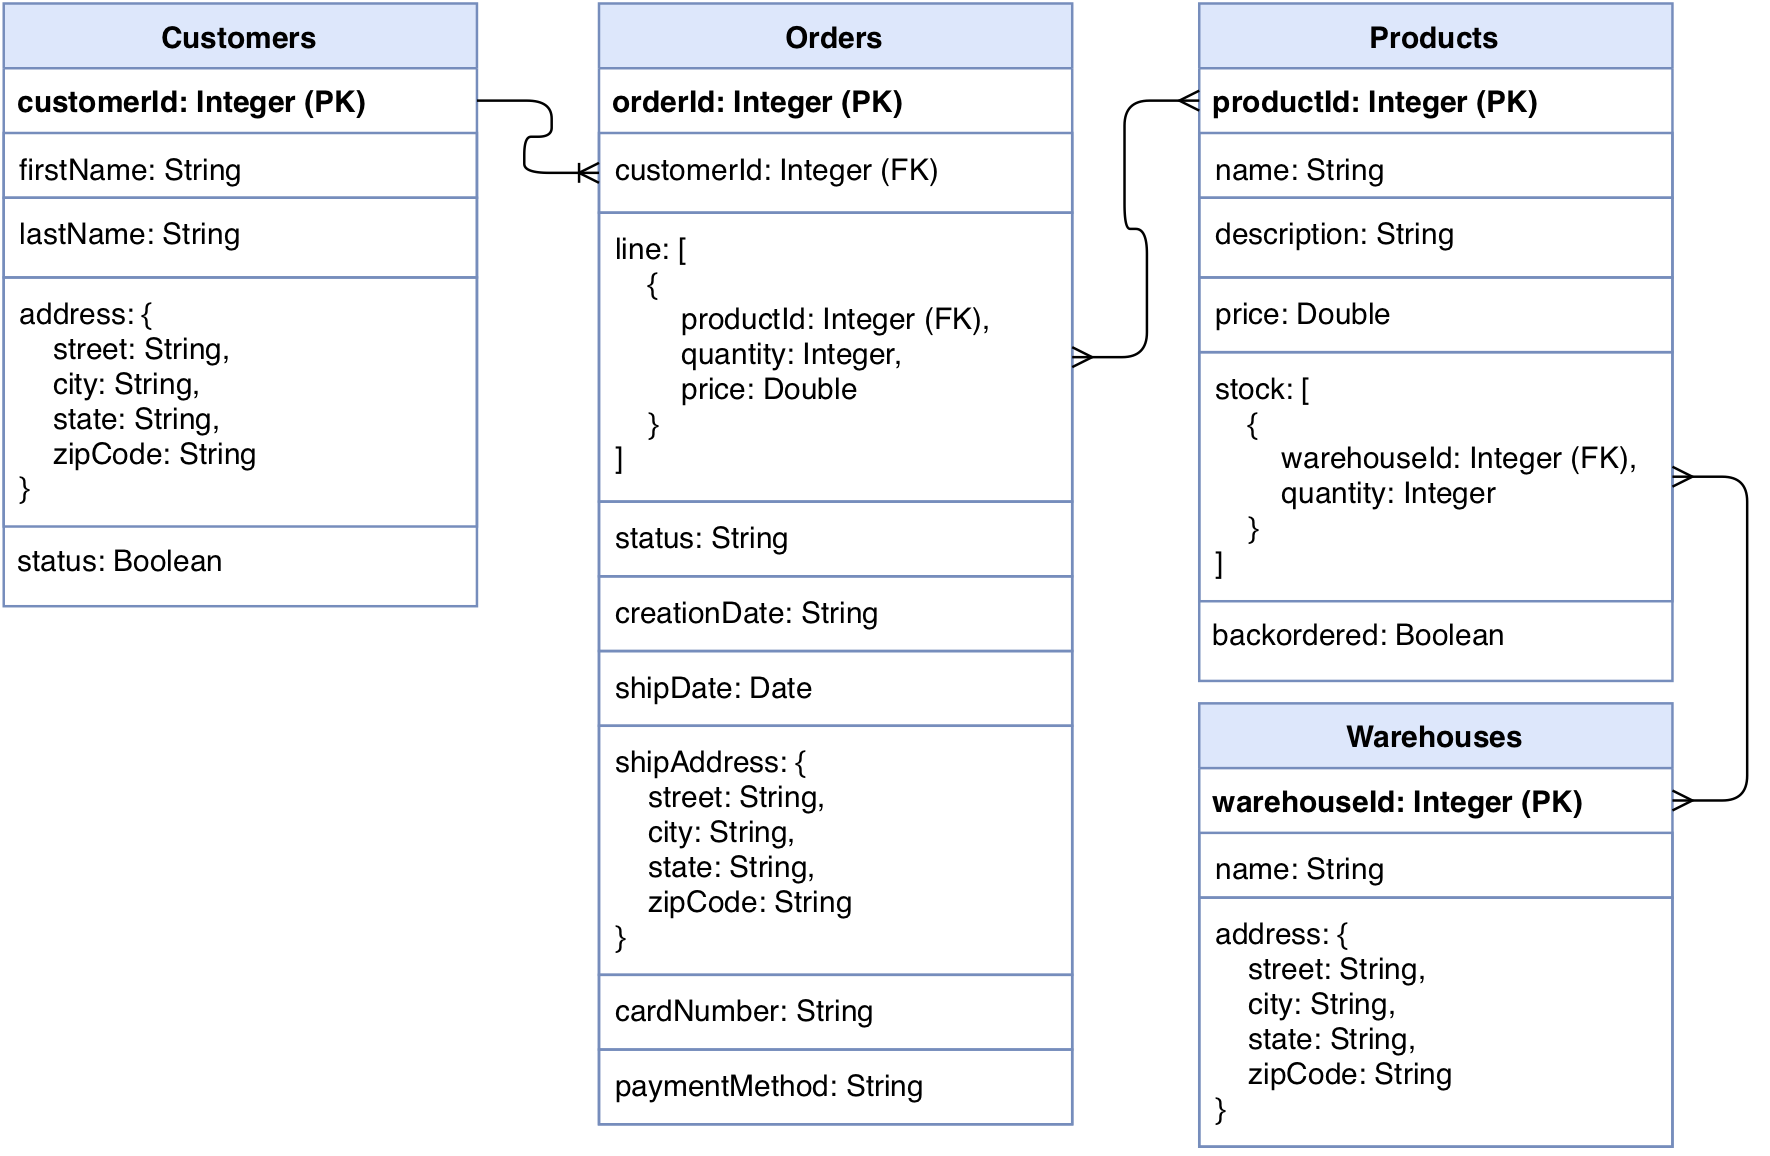 Customers
customerId: Integer (PK)
firstName: String
lastName: String
address: {
street: String,
city: String,
state: String,
zipCode: String
}
status: Boolean
Orders
orderId: Integer (PK)
customerId: Integer (FK)
line: [
{
productId: Integer (FK),
quantity: Integer,
price: Double
}
]
status: String
creationDate: String
shipDate: Date
shipAddress: {
street: String,
city: String,
state: String,
zipCode: String
}
cardNumber: String
paymentMethod: String
Products
productId: Integer (PK)
name: String
description: String
price: Double
stock: [
{
warehouseId: Integer (FK),
quantity: Integer
}
]
backordered: Boolean
Warehouses
warehouseId: Integer (PK)
name: String
address: {
street: String,
city: String,
state: String,
zipCode: String
}